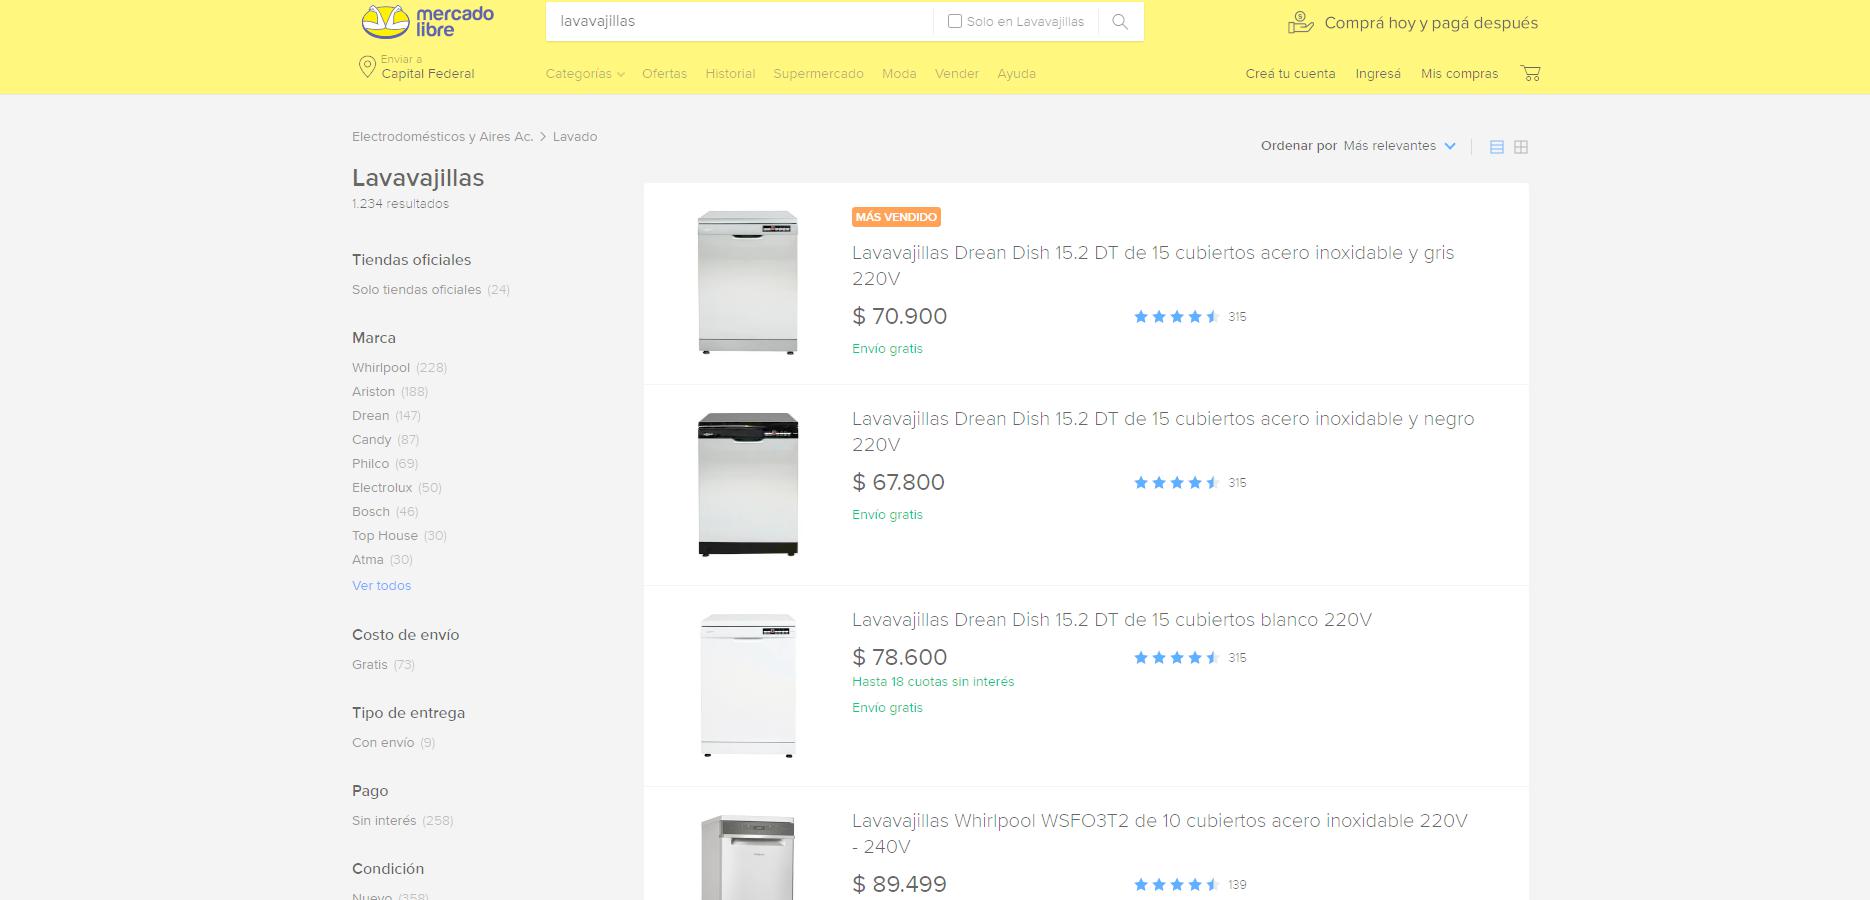 mercado
libre
lavavajillas
Solo en Lavavajillas
Comprá hoy y pagá después
Enviar a
Capital Federal
Categorías
Ofertas
Historial
Supermercado
Moda
Vender
Ayuda
Creá tu cuenta
Ingresá
Mis compras
Electrodomésticos y Aires Ac. > Lavado
Ordenar por Más relevantes
Lavavajillas
1.234 resultados
Tiendas oficiales
Solo tiendas oficiales (24)
Marca
Whirlpool (228)
Ariston (188)
Drean (147)
Candy (87)
Philco (69)
Electrolux (50)
Bosch (46)
Top House (30)
Atma (30)
Ver todos
Costo de envío
Gratis (73)
Tipo de entrega
Con envío (9)
Pago
Sin interés (258)
Condición
Nuevo (358)
MÁS VENDIDO
Lavavajillas Drean Dish 15.2 DT de 15 cubiertos acero inoxidable y gris
220V
$ 70.900
315
Envío gratis
Lavavajillas Drean Dish 15.2 DT de 15 cubiertos acero inoxidable y negro
220V
$ 67.800
315
Envío gratis
Lavavajillas Drean Dish 15.2 DT de 15 cubiertos blanco 220V
$ 78.600
315
Hasta 18 cuotas sin interés
Envío gratis
Lavavajillas Whirlpool WSFO3T2 de 10 cubiertos acero inoxidable 220V
- 240V
$ 89.499
139